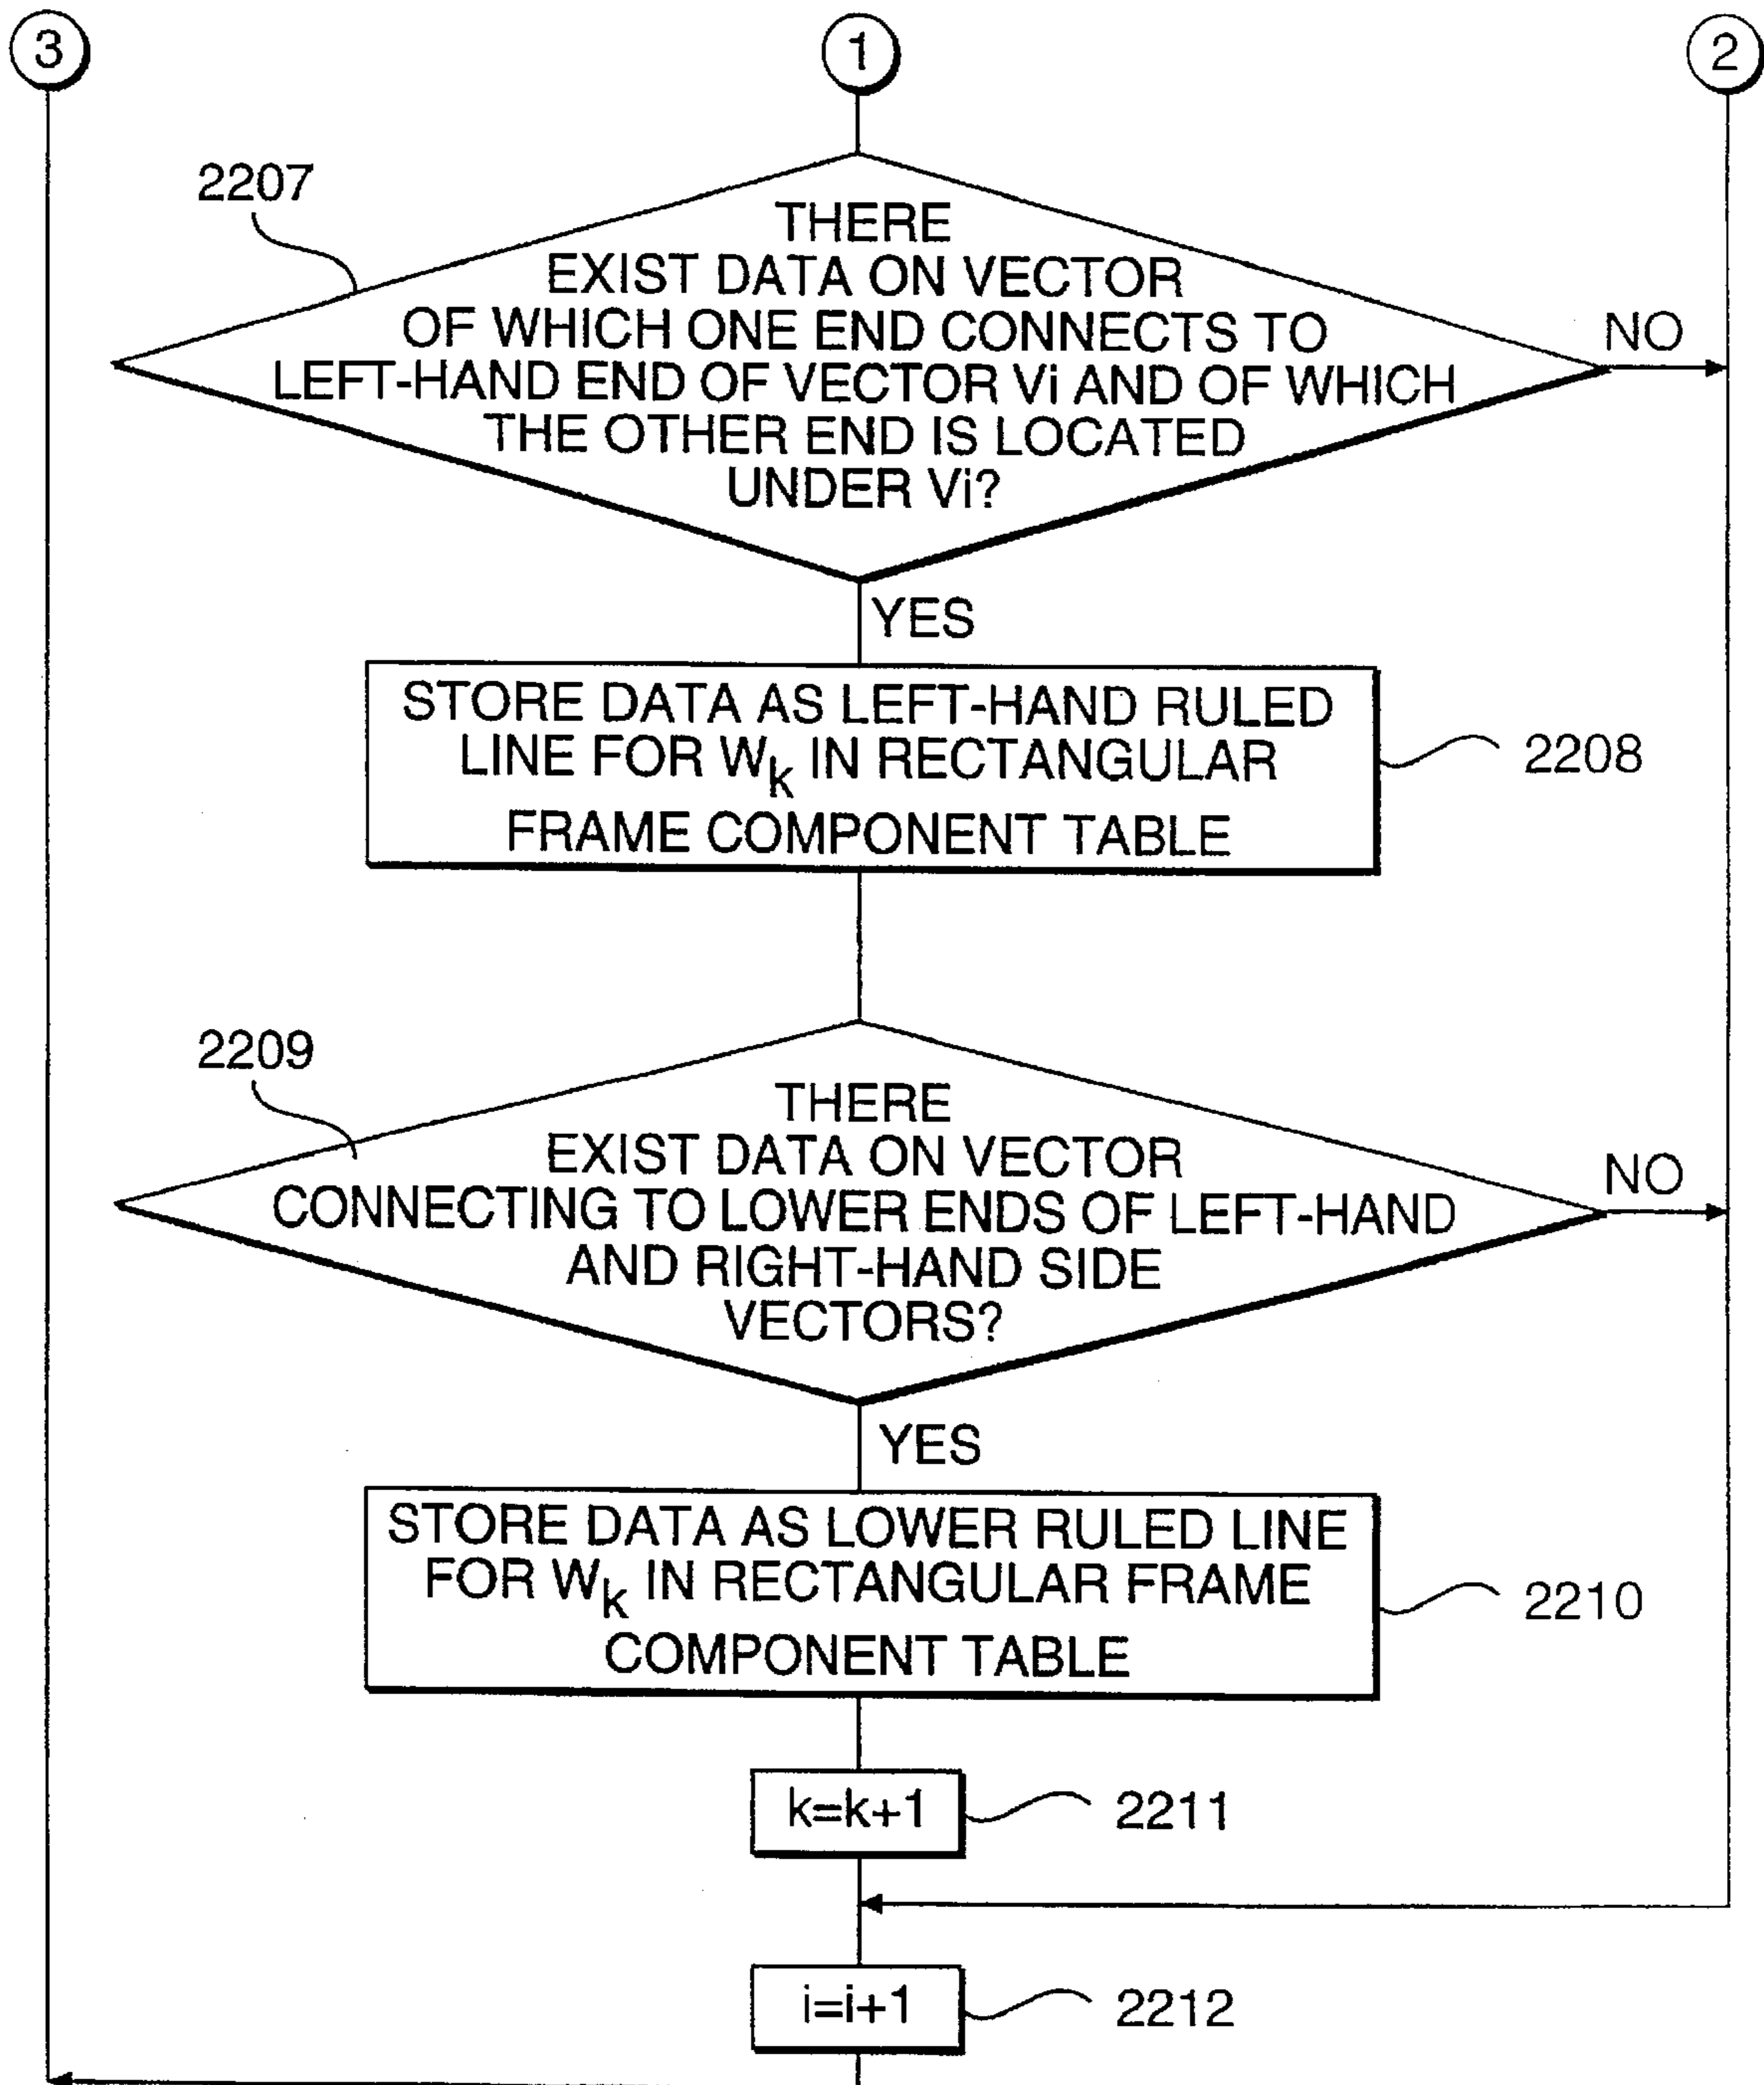 3
1
2
2207
THERE
EXIST DATA ON VECTOR
OF WHICH ONE END CONNECTS TO
LEFT-HAND END OF VECTOR Vi AND OF WHICH
THE OTHER END IS LOCATED
UNDER Vi?
NO
YES
STORE DATA AS LEFT-HAND RULED
LINE FOR Wk IN RECTANGULAR
FRAME COMPONENT TABLE
2208
2209
THERE
EXIST DATA ON VECTOR
CONNECTING TO LOWER ENDS OF LEFT-HAND
AND RIGHT-HAND SIDE
VECTORS?
NO
YES
STORE DATA AS LOWER RULED LINE
FOR Wk IN RECTANGULAR FRAME
COMPONENT TABLE
2210
k=k+1
2211
i=i+1
2212